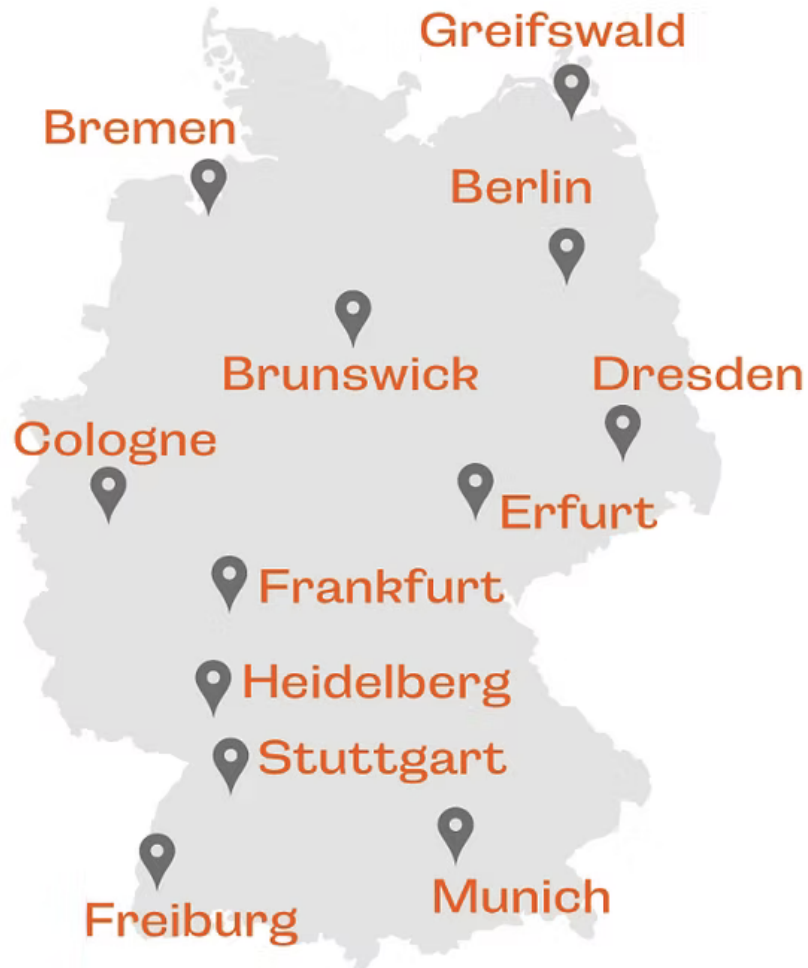 Greifswald
Bremen
Berlin
Brunswick
Dresden
Cologne
Erfurt
Frankfurt
Heidelberg
Stuttgart
Munich
Freiburg